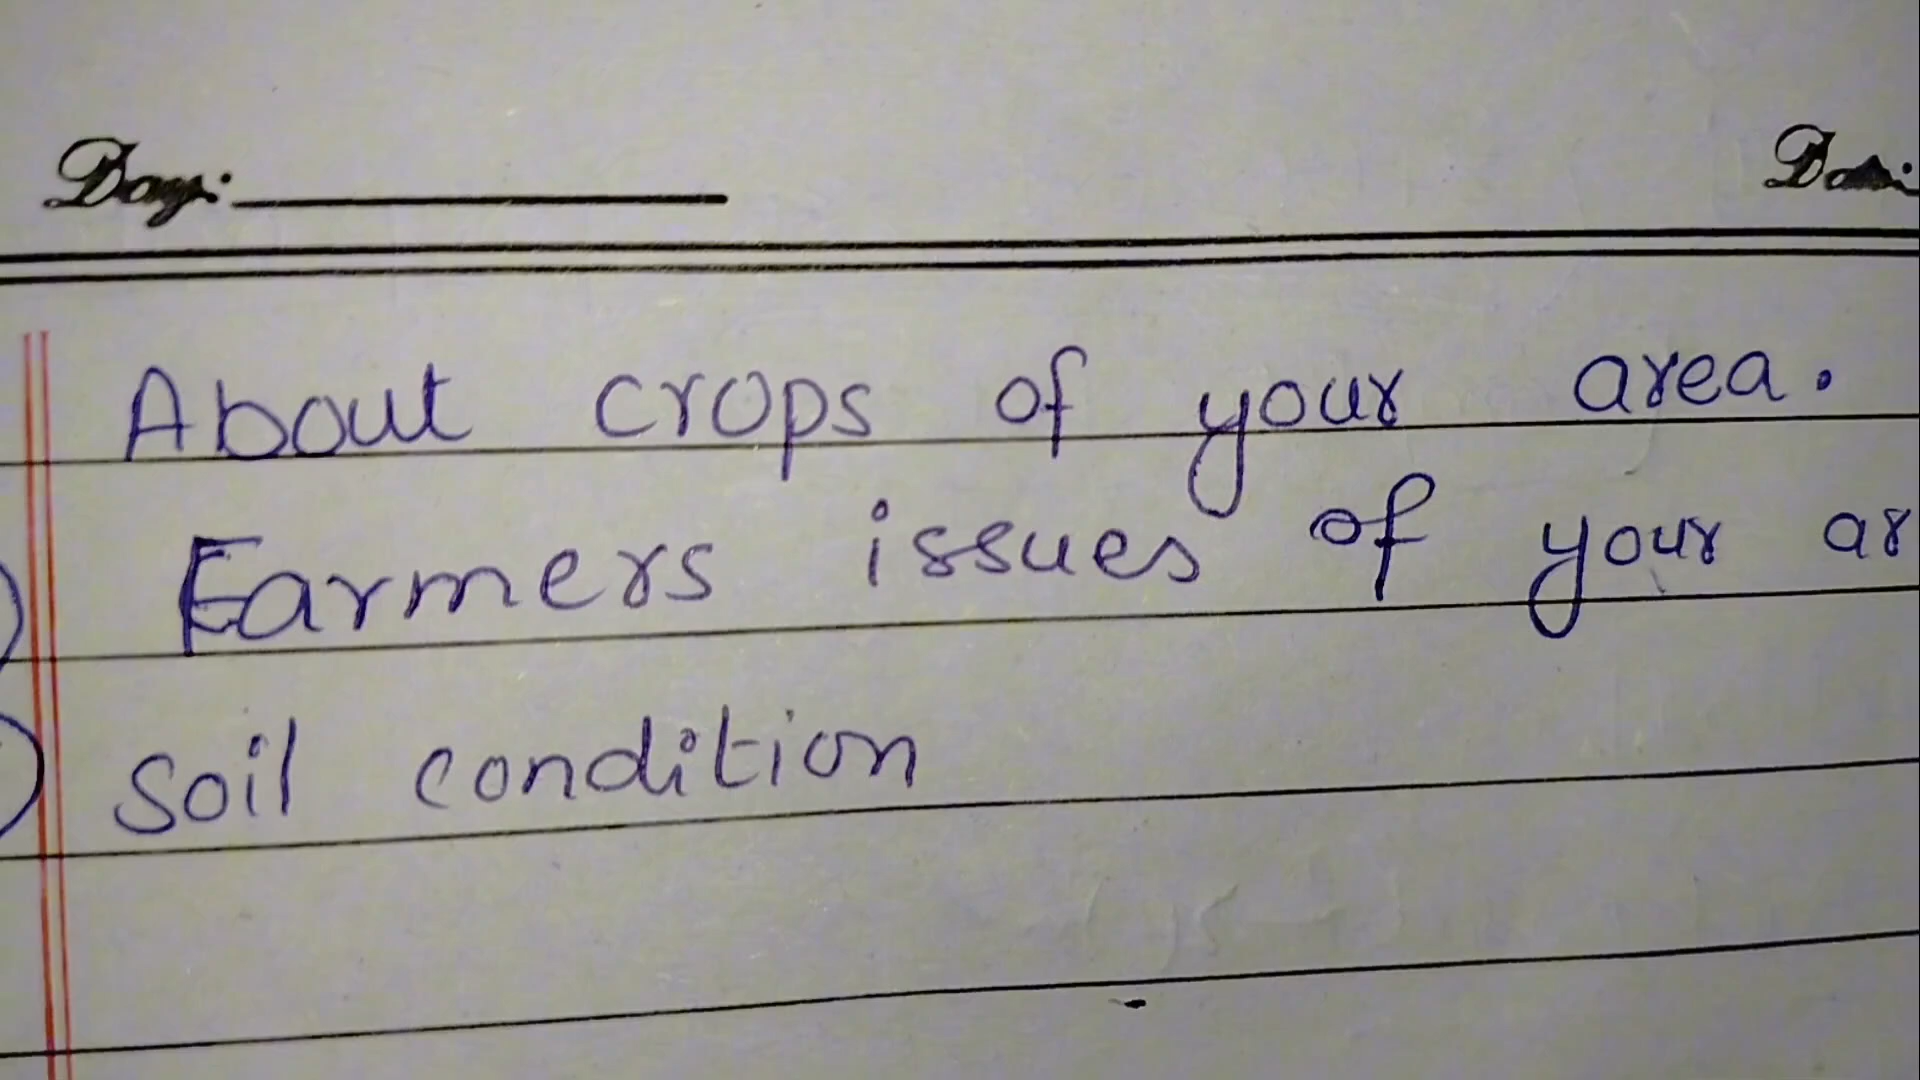 Day:
About crops of your area.
Farmers issues of your
Soil condition